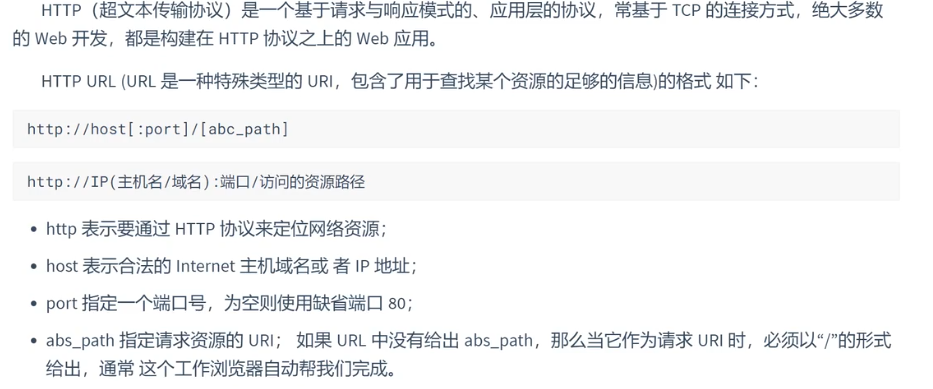 HTTP（超文本传输协议）是一个基于请求与响应模式的、应用层的协议，常基于 TCP 的连接方式，绝大多数
的 Web 开发，都是构建在 HTTP 协议之上的 Web 应用。
HTTP URL (URL 是一种特殊类型的 URI，包含了用于查找某个资源的足够的信息)的格式 如下：
http://host[:port]/[abc_path]
http://IP(主机名/域名):端口/访问的资源路径
• http 表示要通过 HTTP 协议来定位网络资源；
• host 表示合法的 Internet 主机域名或 者 IP 地址；
• port 指定一个端口号，为空则使用缺省端口 80；
• abs_path 指定请求资源的 URI； 如果 URL 中没有给出 abs_path，那么当它作为请求 URI 时，必须以“/”的形式
给出，通常 这个工作浏览器自动帮我们完成。